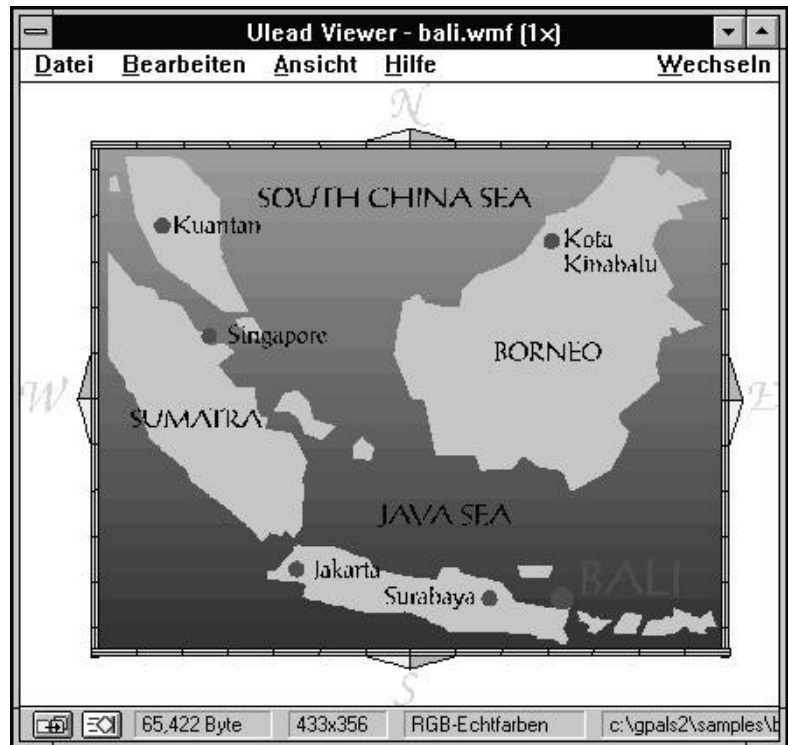 Ulead Viewer - bali.wmf (1×)
Datei Bearbeiten Ansicht Hilfe Wechseln
N
SOUTH CHINA SEA
Kuantan
Kota
Kinabalu
Singapore
BORNEO
W
E
SUMATRA
JAVA SEA
Jakarta
BALI
Surabaya
S
65,422 Byte 433x356 RGB-Echtfarben c:\gpals2\samples\b